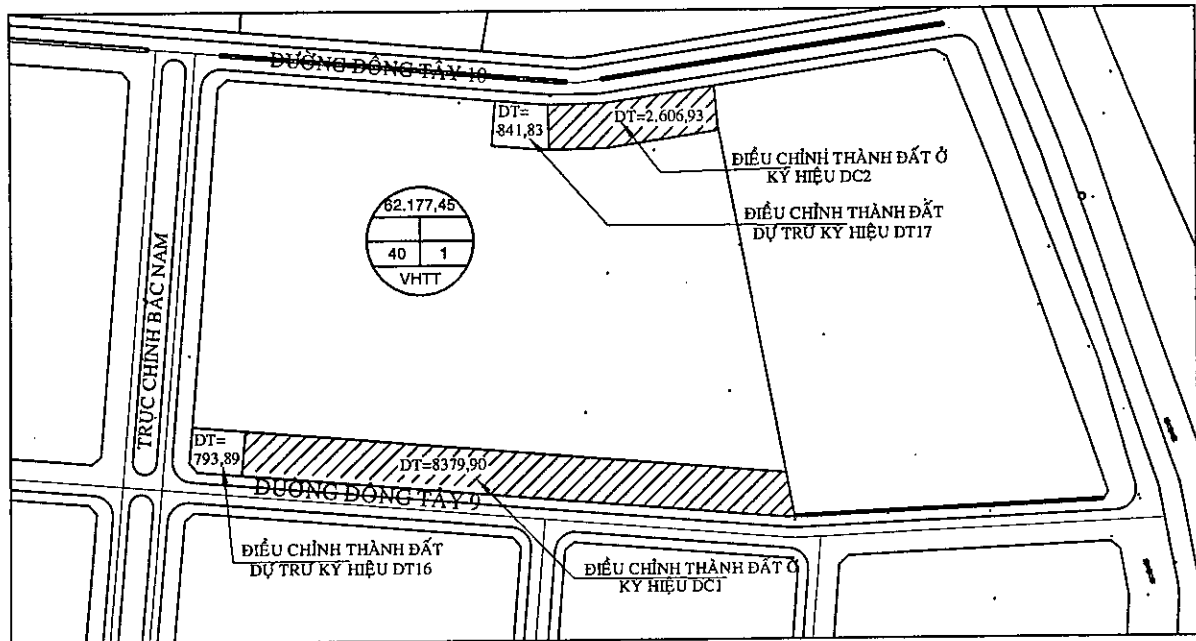 ĐƯỜNG ĐÔNG TÂY 10
DT=
841,83
DT=2.606,93
ĐIỀU CHỈNH THÀNH ĐẤT Ở
KÝ HIỆU DC2
ĐIỀU CHỈNH THÀNH ĐẤT
DỰ TRỮ KÝ HIỆU DT17
62.177,45
40 1
VHTT
TRỤC CHÍNH BẮC NAM
DT=
793,89
DT=8379,90
ĐƯỜNG ĐÔNG TÂY 9
ĐIỀU CHỈNH THÀNH ĐẤT
DỰ TRỮ KÝ HIỆU DT16
ĐIỀU CHỈNH THÀNH ĐẤT Ở
KÝ HIỆU DC1